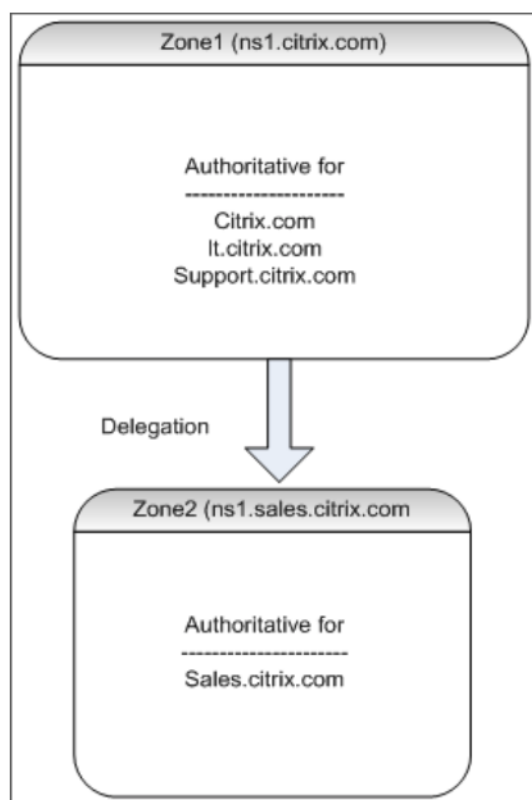 Zone1 (ns1.citrix.com)
Authoritative for
---------------------
Citrix.com
It.citrix.com
Support.citrix.com
Delegation
Zone2 (ns1.sales.citrix.com
Authoritative for
----------------------
Sales.citrix.com